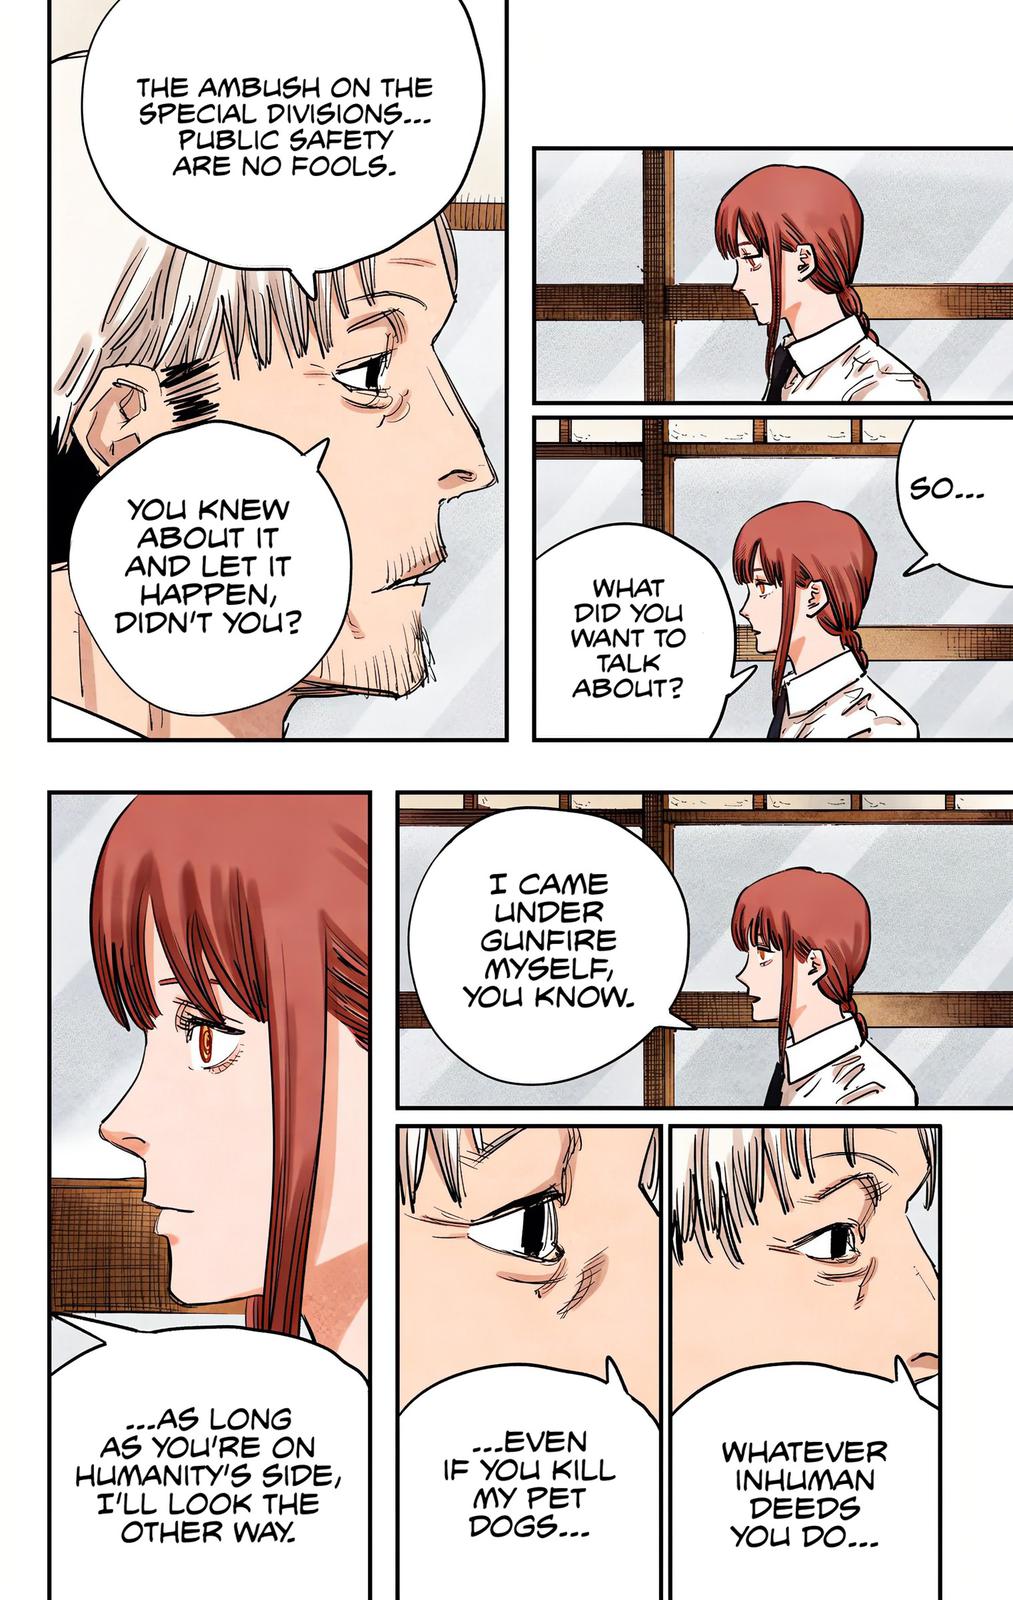 SO...
WHAT
DID YOU
WANT TO
TALK
ABOUT?
THE AMBUSH ON THE
SPECIAL DIVISIONS...
PUBLIC SAFETY
ARE NO FOOLS.
YOU KNEW
ABOUT IT
AND LET IT
HAPPEN,
DIDN'T YOU?
I CAME
UNDER
GUNFIRE
MYSELF,
YOU KNOW.
WHATEVER
INHUMAN
DEEDS
YOU DO...
...EVEN
IF YOU KILL
MY PET
DOGS...
...AS LONG
AS YOU'RE ON
HUMANITY'S SIDE,
I'LL LOOK THE
OTHER WAY.